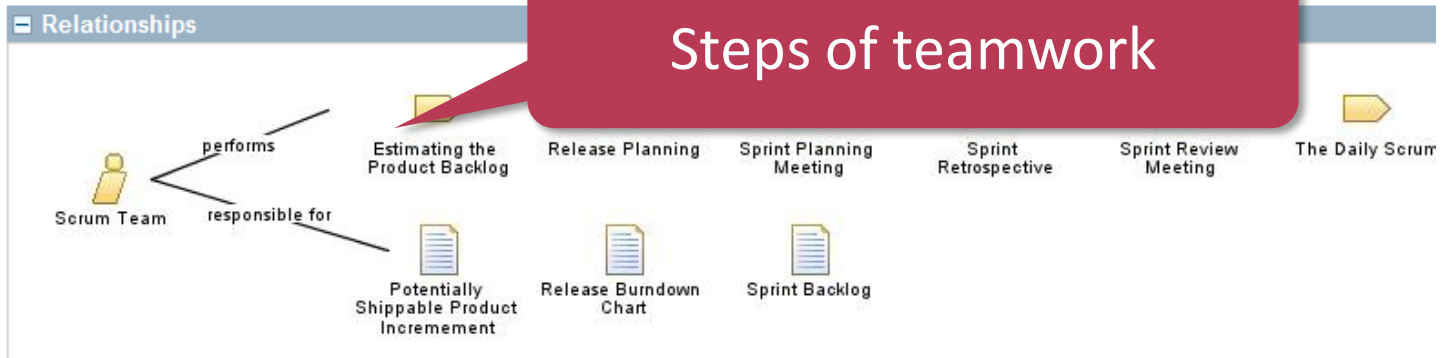 Relationships
Steps of teamwork
performs
Estimating the
Product Backlog
Release Planning
Sprint Planning
Meeting
Sprint
Retrospective
Sprint Review
Meeting
The Daily Scrum
Scrum Team
responsible for
Potentially
Shippable Product
Incremement
Release Burndown
Chart
Sprint Backlog